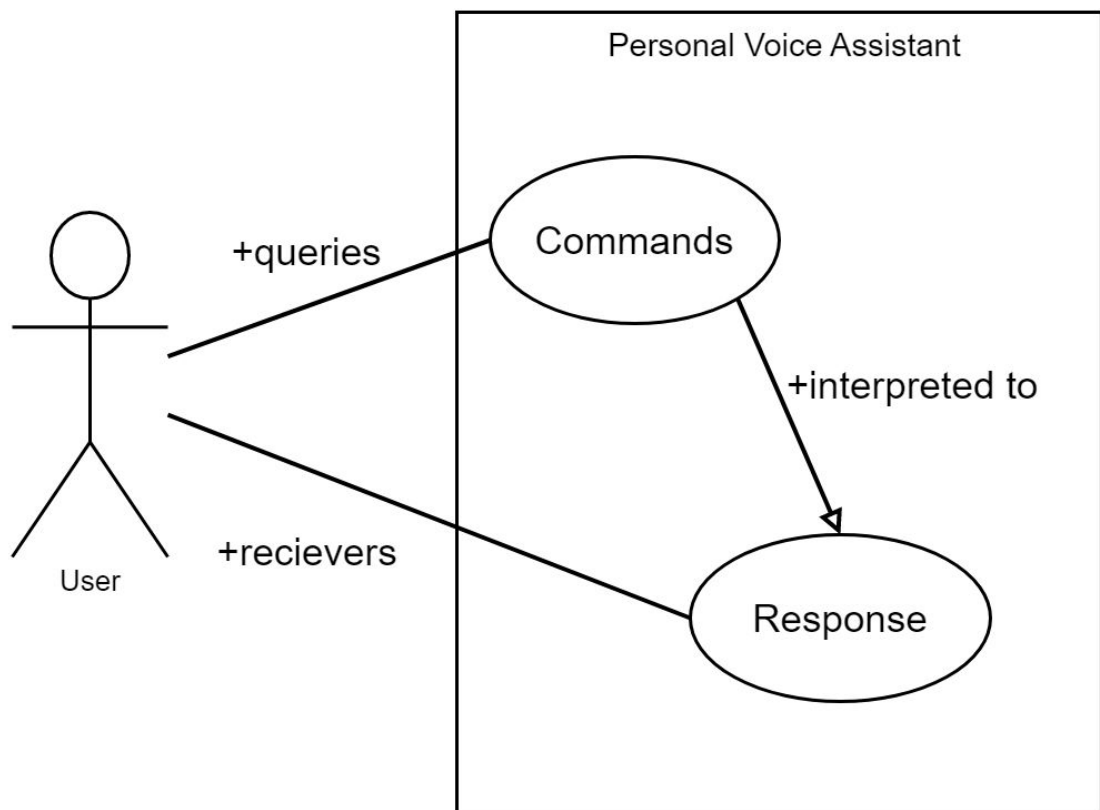 Personal Voice Assistant
+queries
Commands
+interpreted to
+recievers
User
Response